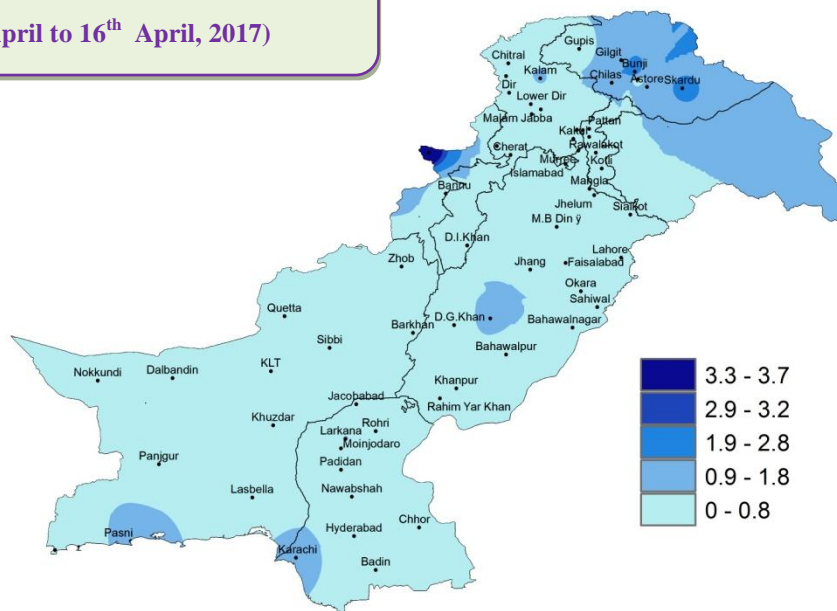 April to 16th April, 2017)
Gupis
Chitral
Gilgit
Bunji
Kalam
Chilas
Astore
Skardu
Dir
Lower Dir
Malam Jabba
Pattan
Kakul
Cherat
Rawalakot
Murree
Kotli
Islamabad
Mangla
Bannu
Jhelum
Sialkot
M.B Din ÿ
D.I.Khan
Lahore
Zhob
Jhang
Faisalabad
Okara
Sahiwal
Quetta
D.G.Khan
Bahawalnagar
Barkhan
Sibbi
Bahawalpur
Nokkundi
Dalbandin
KLT
Khanpur
Jacobabad
Rahim Yar Khan
Khuzdar
Rohri
Larkana
Moinjodaro
Panjgur
Padidan
Lasbella
Nawabshah
Chhor
Pasni
Hyderabad
Karachi
Badin
3.3 - 3.7
2.9 - 3.2
1.9 - 2.8
0.9 - 1.8
0 - 0.8